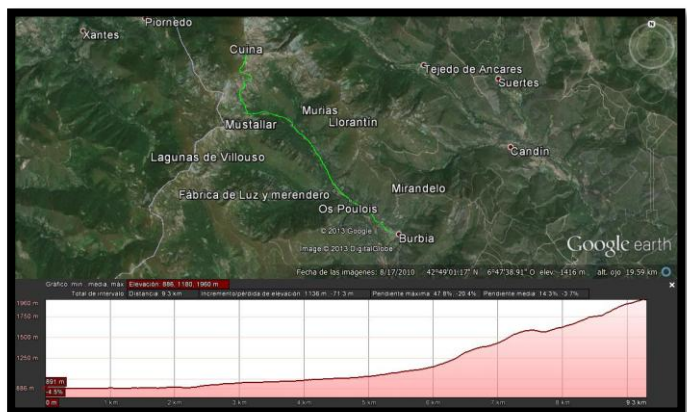 Piornedo
Xantes
N
Cuina
Tejedo de Ancares
Suertes
Murias
Llorantin
Mustallar
Candin
Lagunas de Villouso
Mirandelo
Fábrica de Luz y merendero
Os Poulois
Burbia
© 2013 Google
Image © 2013 DigitalGlobe
Google earth
Fecha de las imágenes: 8/17/2010 42°49'01.17" N 6°47'38.91" O elev. 1416 m alt. ojo 19.59 km
Gráfico: mín. media, máx. Elevación: 886, 1180, 1960 m
Total de intervalo: Distancia: 9.3 km Incremento/pérdida de elevación: 1136 m, -71.3 m Pendiente máxima: 47.8%, -20.4% Pendiente media: 14.3%, -3.7%
1960 m
1750 m
1500 m
1250 m
886 m
891 m
-8.5%
0 m 1 km 2 km 3 km 4 km 5 km 6 km 7 km 8 km 9.3 km